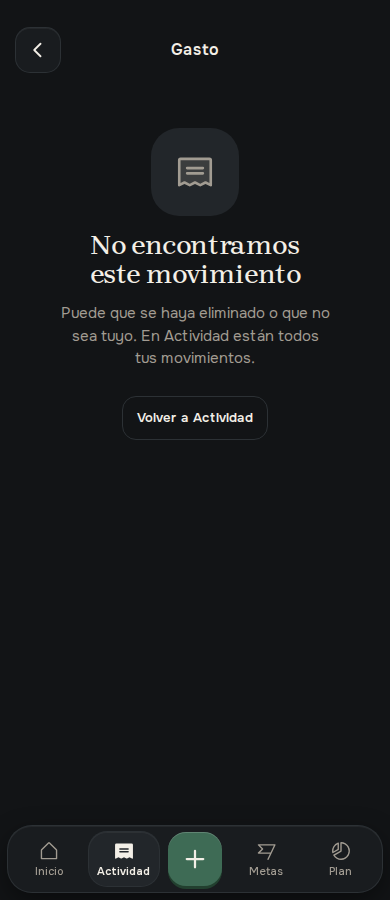 Gasto
No encontramos
este movimiento
Puede que se haya eliminado o que no
sea tuyo. En Actividad están todos
tus movimientos.
Volver a Actividad
Inicio
Actividad
Metas
Plan